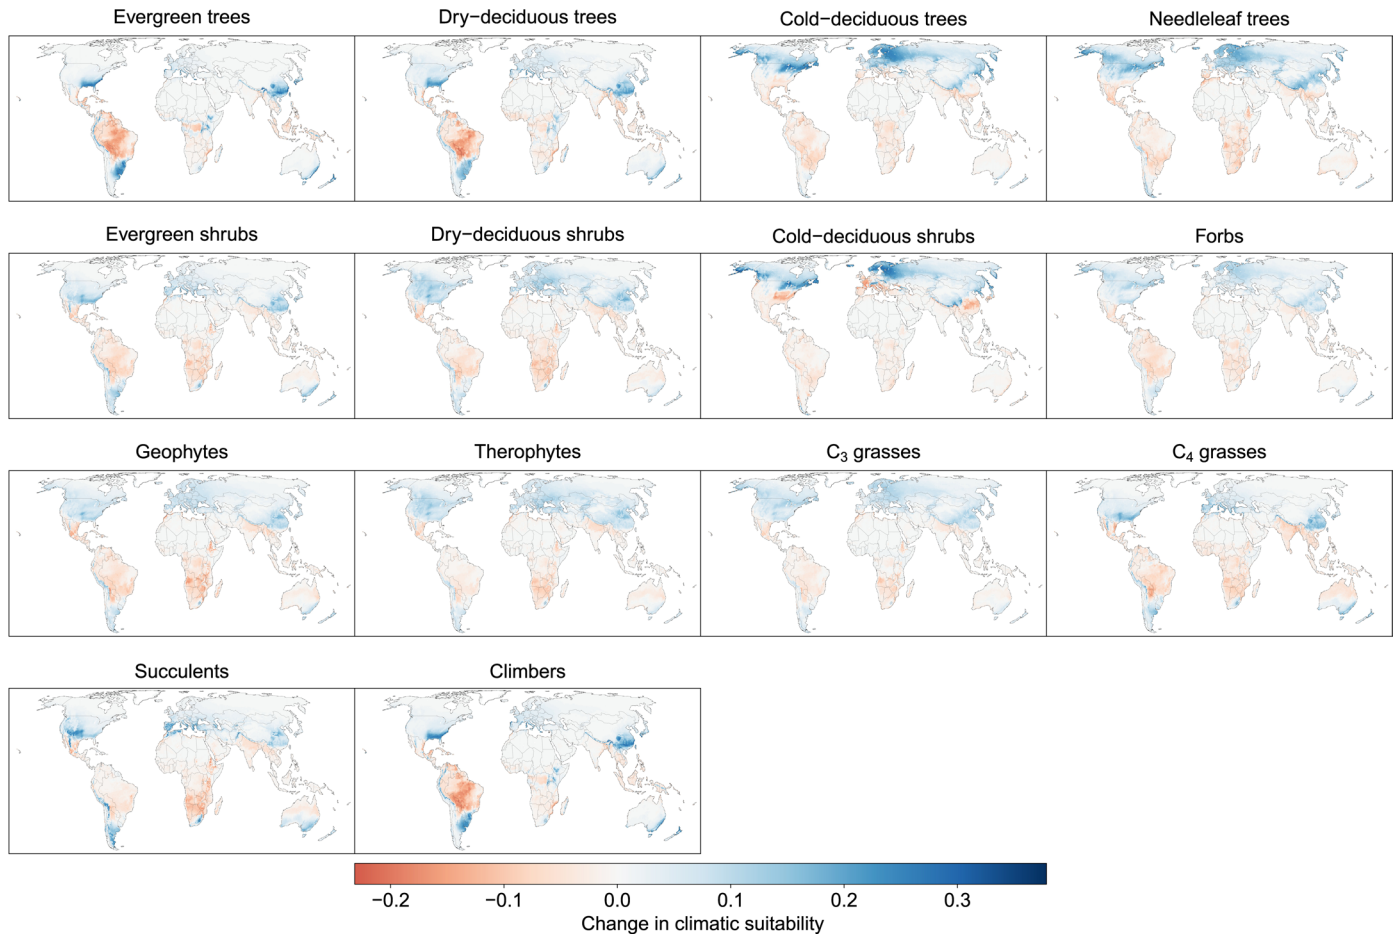 Evergreen trees
Dry−deciduous trees
Cold−deciduous trees
Needleleaf trees
Evergreen shrubs
Dry−deciduous shrubs
Cold−deciduous shrubs
Forbs
Geophytes
Therophytes
C₃ grasses
C₄ grasses
Succulents
Climbers
−0.2 −0.1 0.0 0.1 0.2 0.3
Change in climatic suitability